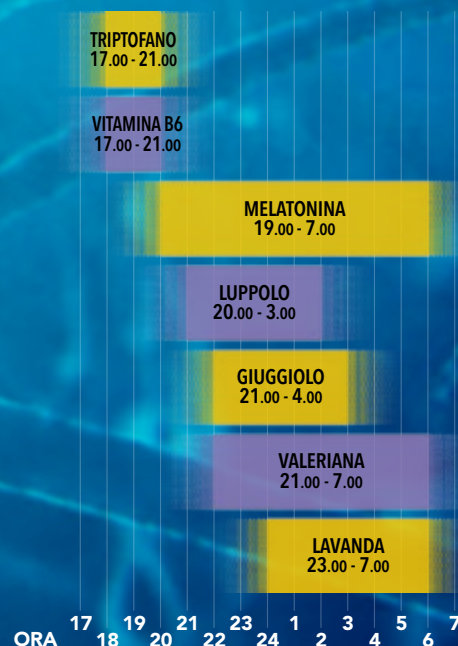 TRIPTOFANO
17.00 - 21.00
VITAMINA B6
17.00 - 21.00
MELATONINA
19.00 - 7.00
LUPPOLO
20.00 - 3.00
GIUGGIOLO
21.00 - 4.00
VALERIANA
21.00 - 7.00
LAVANDA
23.00 - 7.00
17 19 21 23 1 3 5 7
ORA 18 20 22 24 2 4 6